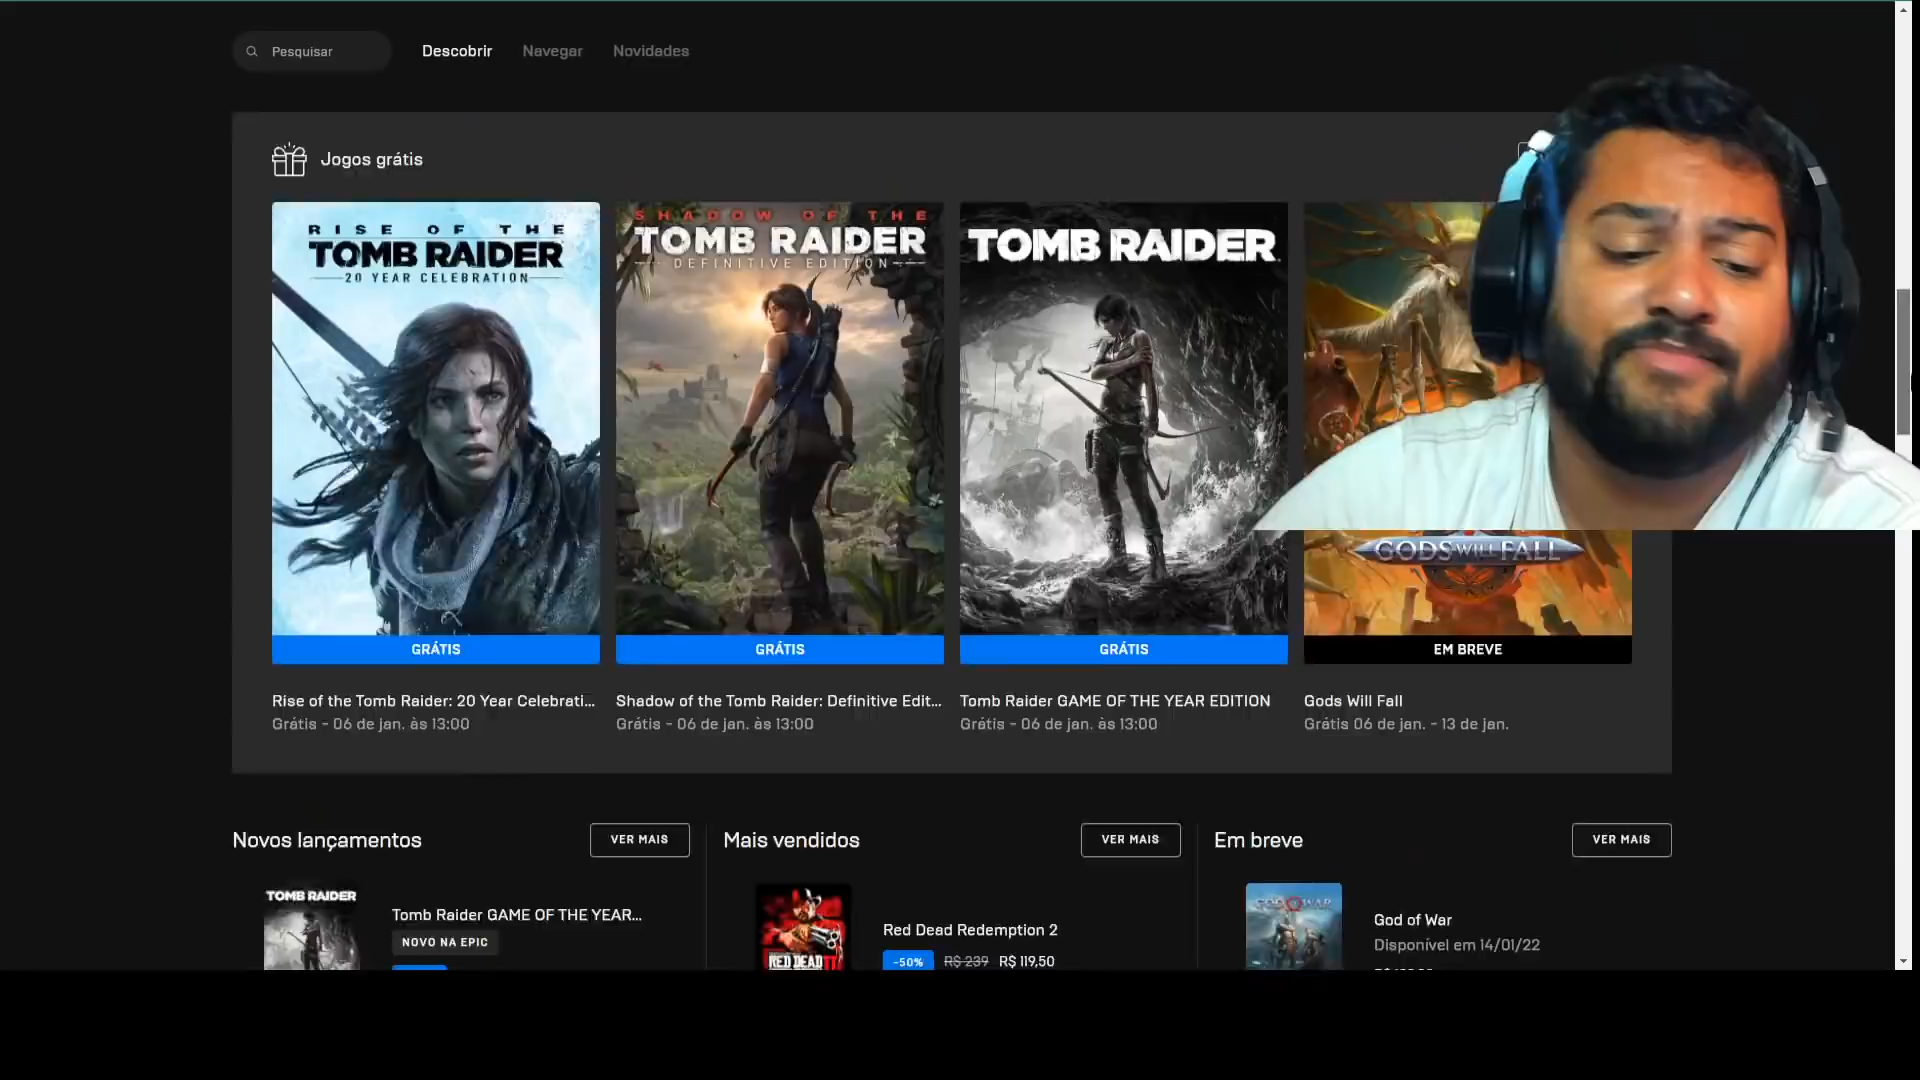 Pesquisar
Descobrir
Navegar
Novidades
Jogos grátis
RISE OF THE
TOMB RAIDER
20 YEAR CELEBRATION
SHADOW OF THE
TOMB RAIDER
DEFINITIVE EDITION
TOMB RAIDER
GODS WILL FALL
GRÁTIS
GRÁTIS
GRÁTIS
EM BREVE
Rise of the Tomb Raider: 20 Year Celebrati...
Grátis - 06 de jan. às 13:00
Shadow of the Tomb Raider: Definitive Edit...
Grátis - 06 de jan. às 13:00
Tomb Raider GAME OF THE YEAR EDITION
Grátis - 06 de jan. às 13:00
Gods Will Fall
Grátis 06 de jan. - 13 de jan.
Novos lançamentos
VER MAIS
TOMB RAIDER
Tomb Raider GAME OF THE YEAR...
NOVO NA EPIC
Mais vendidos
VER MAIS
RED DEAD
Red Dead Redemption 2
-50% R$ 239 R$ 119,50
Em breve
VER MAIS
GOD OF WAR
God of War
Disponível em 14/01/22